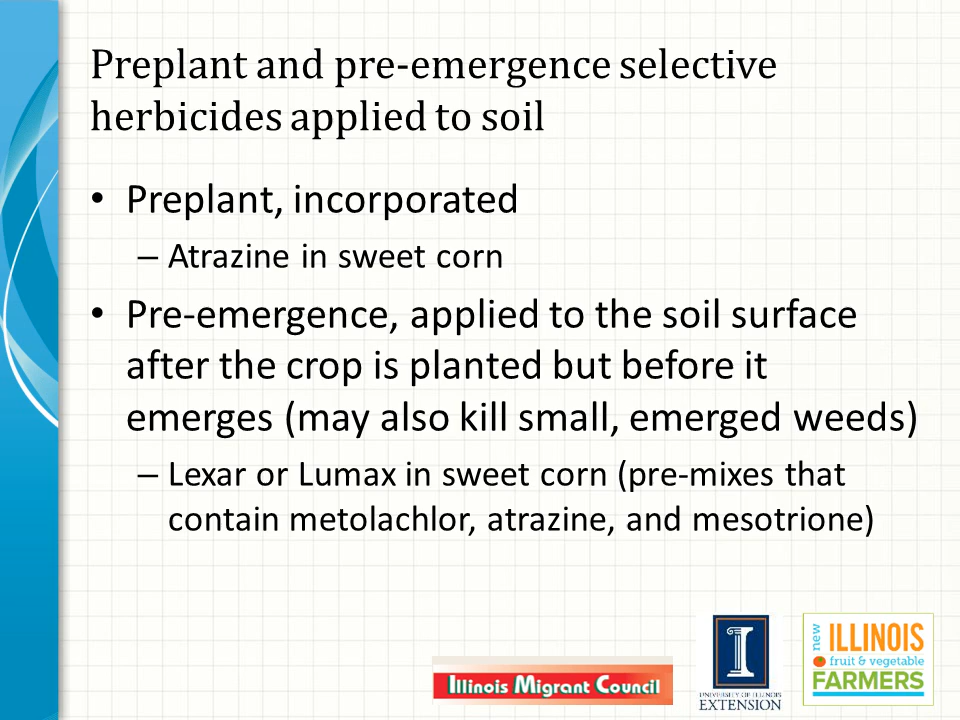 Preplant and pre-emergence selective
herbicides applied to soil
• Preplant, incorporated
– Atrazine in sweet corn
• Pre-emergence, applied to the soil surface
after the crop is planted but before it
emerges (may also kill small, emerged weeds)
– Lexar or Lumax in sweet corn (pre-mixes that
contain metolachlor, atrazine, and mesotrione)
Illinois Migrant Council
I
UNIVERSITY OF ILLINOIS
EXTENSION
new
ILLINOIS
fruit & vegetable
FARMERS